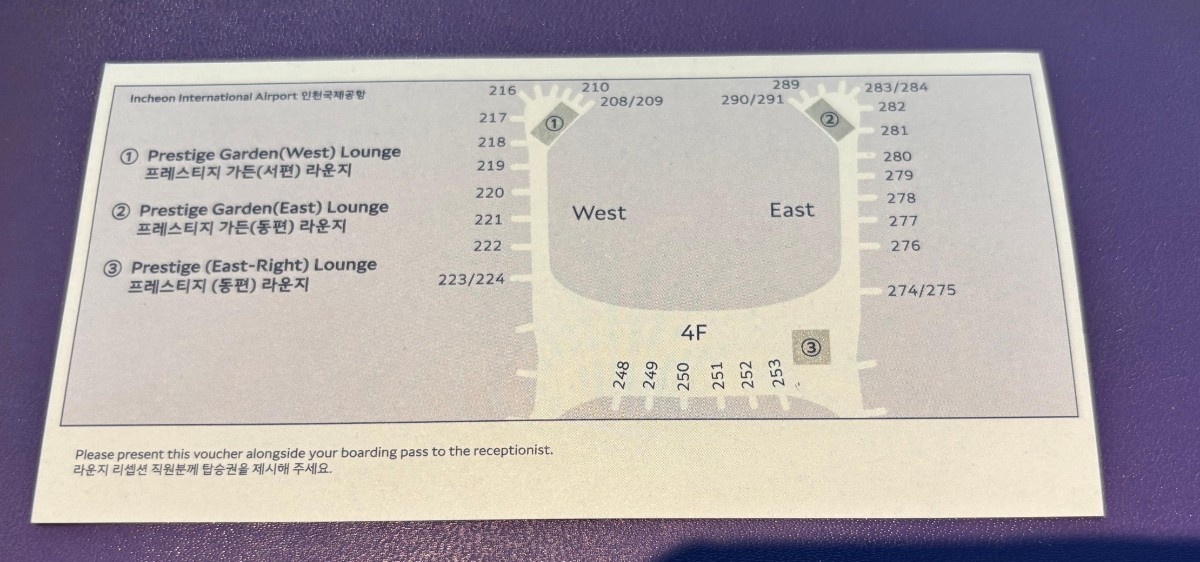 Incheon International Airport 인천국제공항
① Prestige Garden(West) Lounge
프레스티지 가든(서편) 라운지
② Prestige Garden(East) Lounge
프레스티지 가든(동편) 라운지
③ Prestige (East-Right) Lounge
프레스티지 (동편) 라운지
216
210
208/209
217
218
219
220
221
222
223/224
①
West
289
290/291
283/284
282
281
280
279
278
277
276
274/275
②
East
4F
③
248
249
250
251
252
253
Please present this voucher alongside your boarding pass to the receptionist.
라운지 리셉션 직원분께 탑승권을 제시해 주세요.